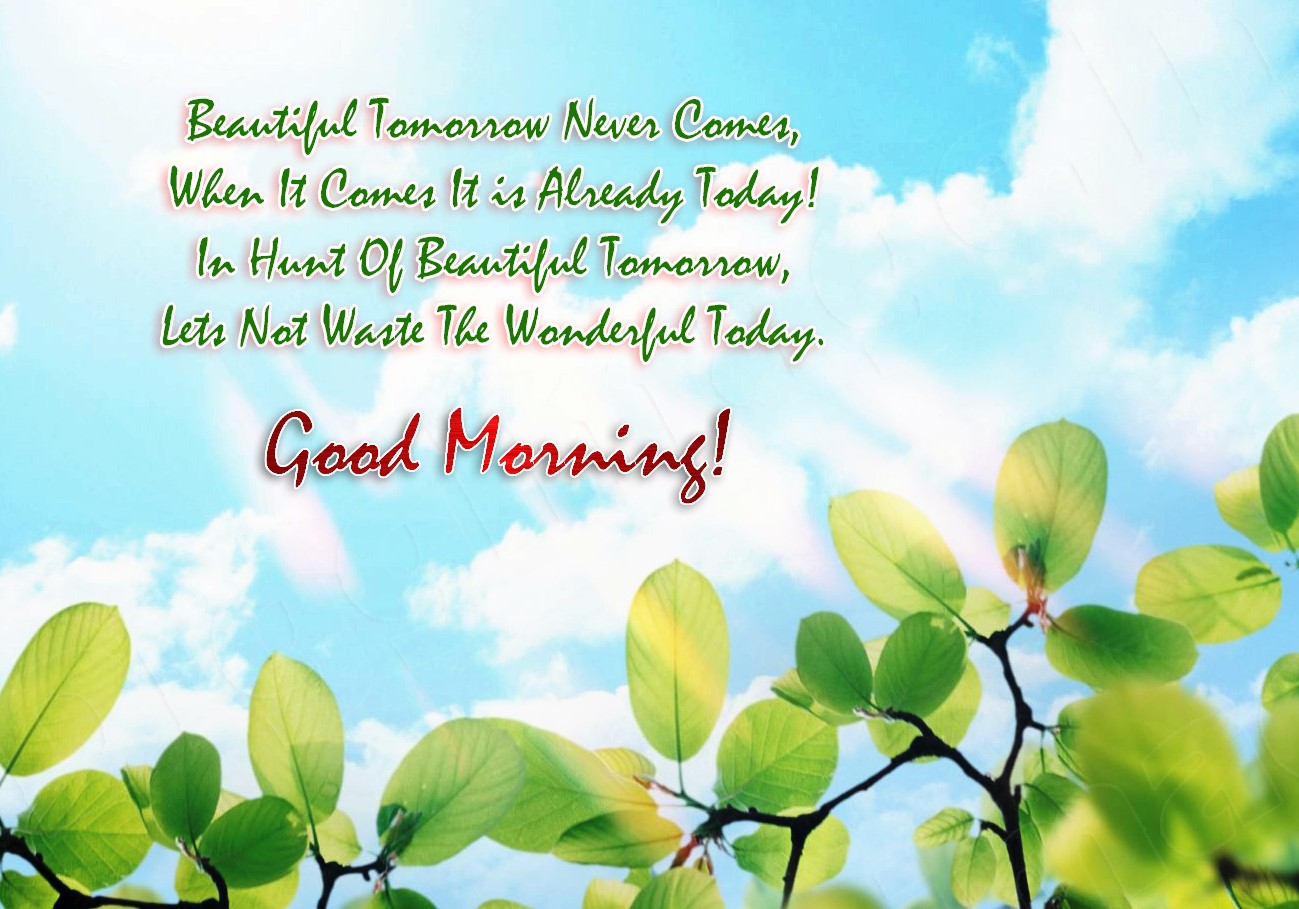 Beautiful Tomorrow Never Comes,
When It Comes It is Already Today!
In Hunt Of Beautiful Tomorrow,
Lets Not Waste The Wonderful Today.
Good Morning!